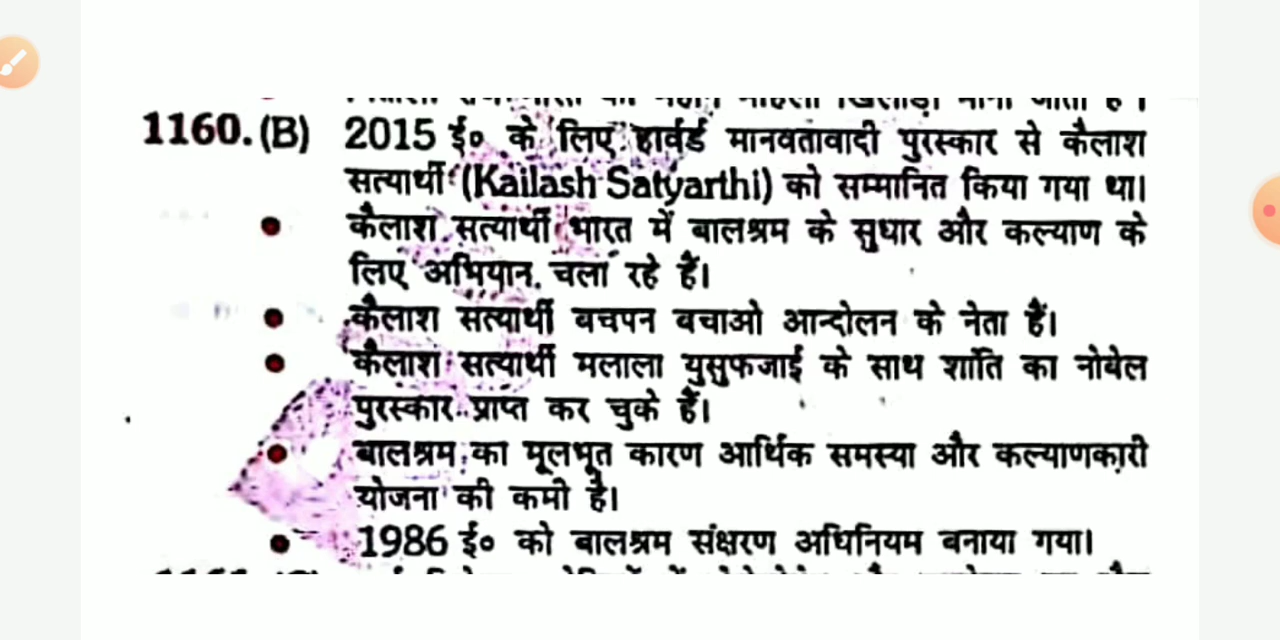 1160. (B) 2015 ई० के लिए हार्वर्ड मानवतावादी पुरस्कार से कैलाश
सत्यार्थी (Kailash Satyarthi) को सम्मानित किया गया था।
● कैलाश सत्यार्थी भारत में बालश्रम के सुधार और कल्याण के
लिए अभियान चला रहे हैं।
● कैलाश सत्यार्थी बचपन बचाओ आन्दोलन के नेता हैं।
● कैलाश सत्यार्थी मलाला युसुफजाई के साथ शांति का नोबेल
पुरस्कार प्राप्त कर चुके हैं।
● बालश्रम का मूलभूत कारण आर्थिक समस्या और कल्याणकारी
योजना की कमी है।
● 1986 ई० को बालश्रम संक्षरण अधिनियम बनाया गया।